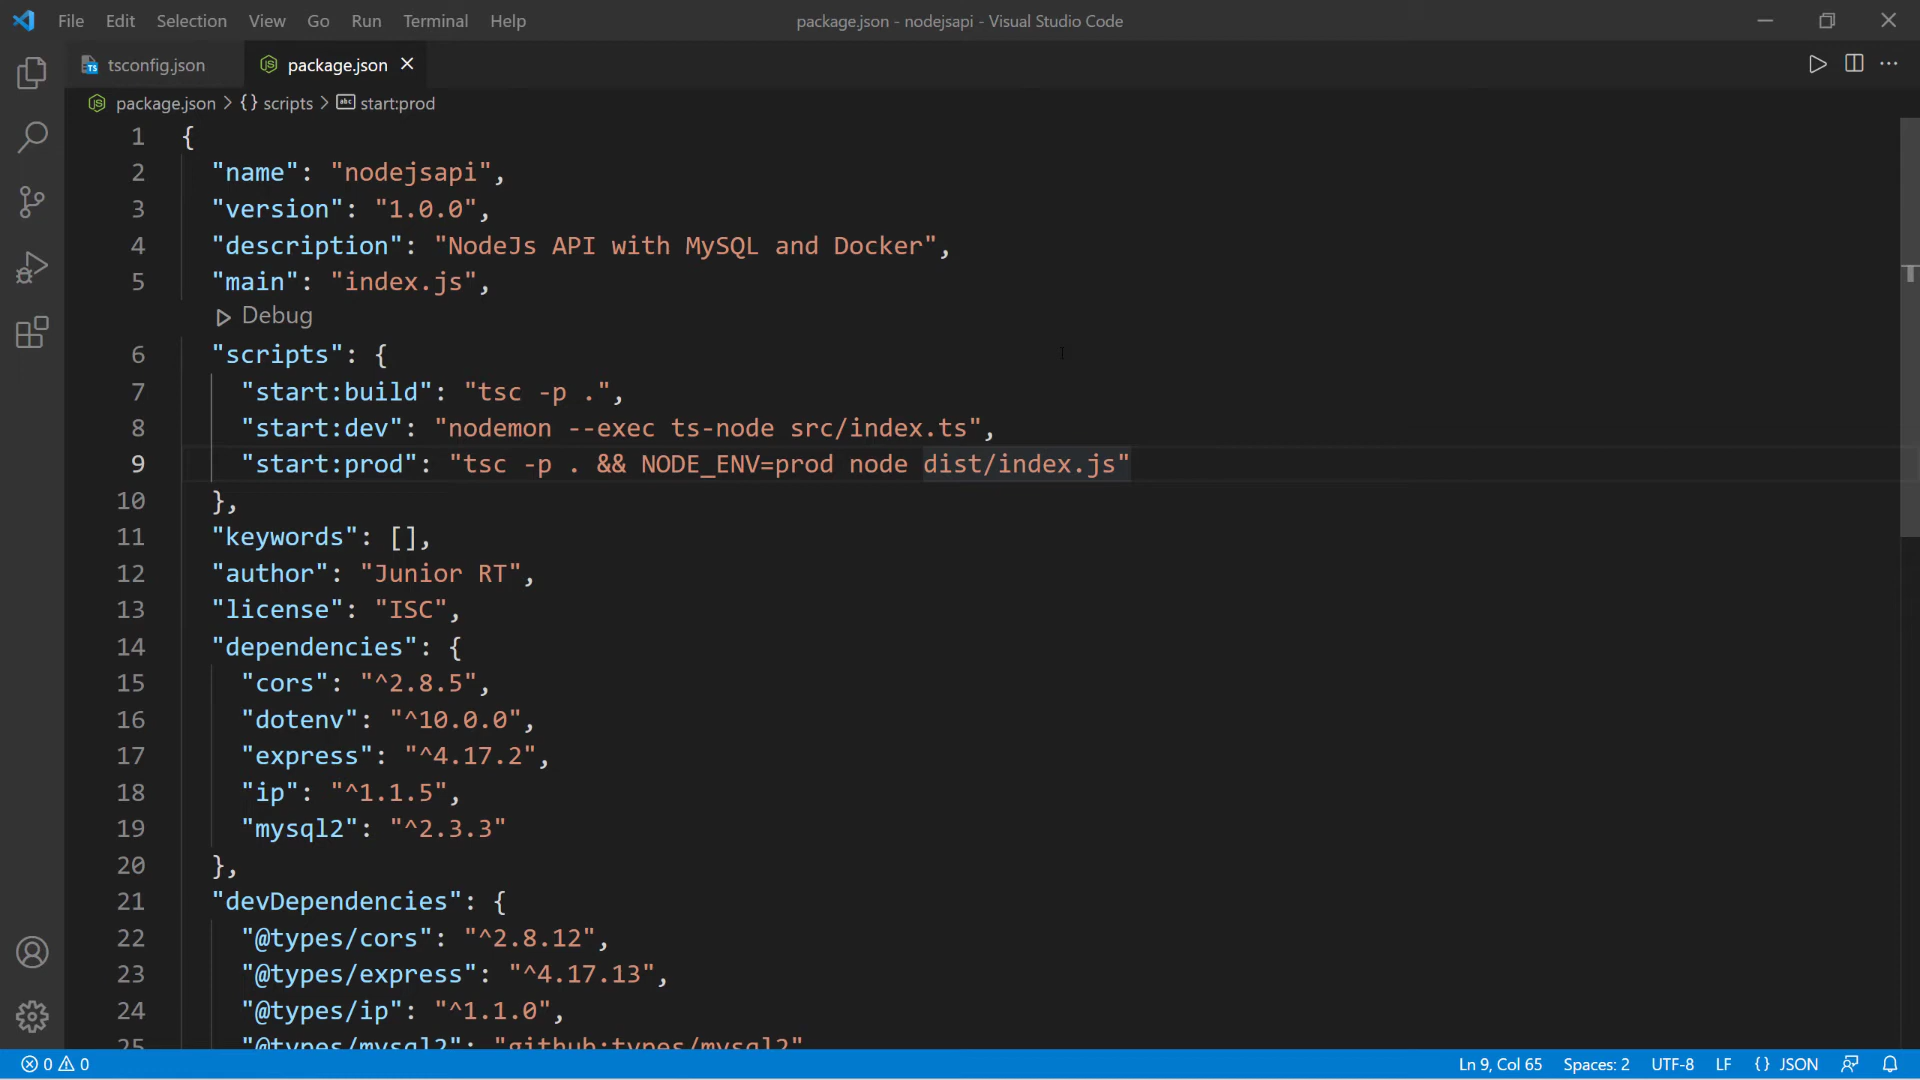 File Edit Selection View Go Run Terminal Help package.json - nodejsapi - Visual Studio Code
tsconfig.json package.json
package.json > {} scripts > abc start:prod
1 {
2 "name": "nodejsapi",
3 "version": "1.0.0",
4 "description": "NodeJs API with MySQL and Docker",
5 "main": "index.js",
Debug
6 "scripts": {
7 "start:build": "tsc -p .",
8 "start:dev": "nodemon --exec ts-node src/index.ts",
9 "start:prod": "tsc -p . && NODE_ENV=prod node dist/index.js"
10 },
11 "keywords": [],
12 "author": "Junior RT",
13 "license": "ISC",
14 "dependencies": {
15 "cors": "^2.8.5",
16 "dotenv": "^10.0.0",
17 "express": "^4.17.2",
18 "ip": "^1.1.5",
19 "mysql2": "^2.3.3"
20 },
21 "devDependencies": {
22 "@types/cors": "^2.8.12",
23 "@types/express": "^4.17.13",
24 "@types/ip": "^1.1.0",
25 "@types/mysql2": "github:types/mysql2"
0 0 Ln 9, Col 65 Spaces: 2 UTF-8 LF {} JSON